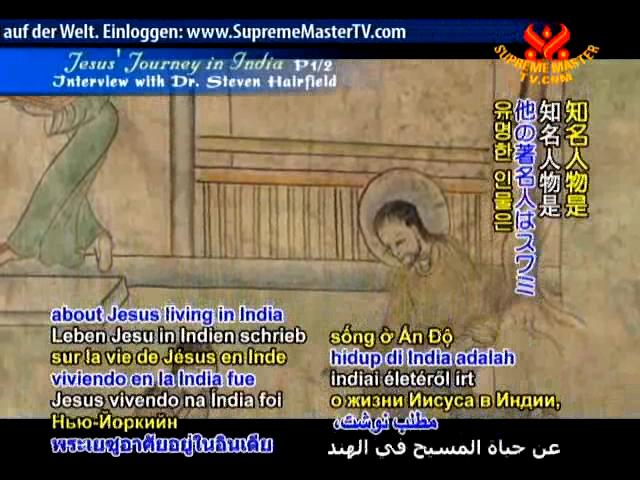 auf der Welt. Einloggen: www.SupremeMasterTV.com
Jesus' Journey in India P1/2
Interview with Dr. Steven Hairfield
SUPREME MASTER
TV.COM
知名人物是
知名人物是
他の著名人はスワミ
유명한 인물은
about Jesus living in India
Leben Jesu in Indien schrieb
sur la vie de Jésus en Inde
viviendo en la India fue
Jesus vivendo na Índia foi
Нью-Йоркийн
พระเยซูอาศัยอยู่ในอินเดีย
sống ở Ấn Độ
hidup di India adalah
indiai életéről írt
о жизни Иисуса в Индии,
مطلب نوشت،
عن حياة المسيح في الهند